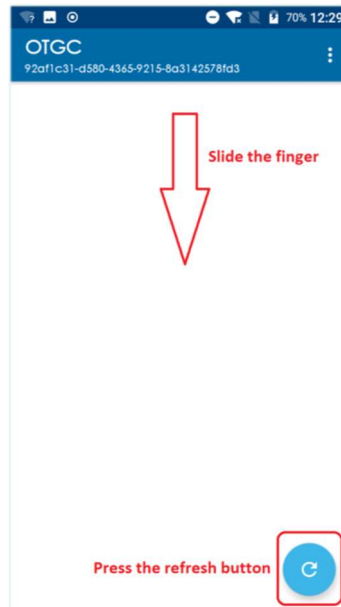 70% 12:29
OTGC
92af1c31-d580-4365-9215-8a3142578fd3
Slide the finger
Press the refresh button